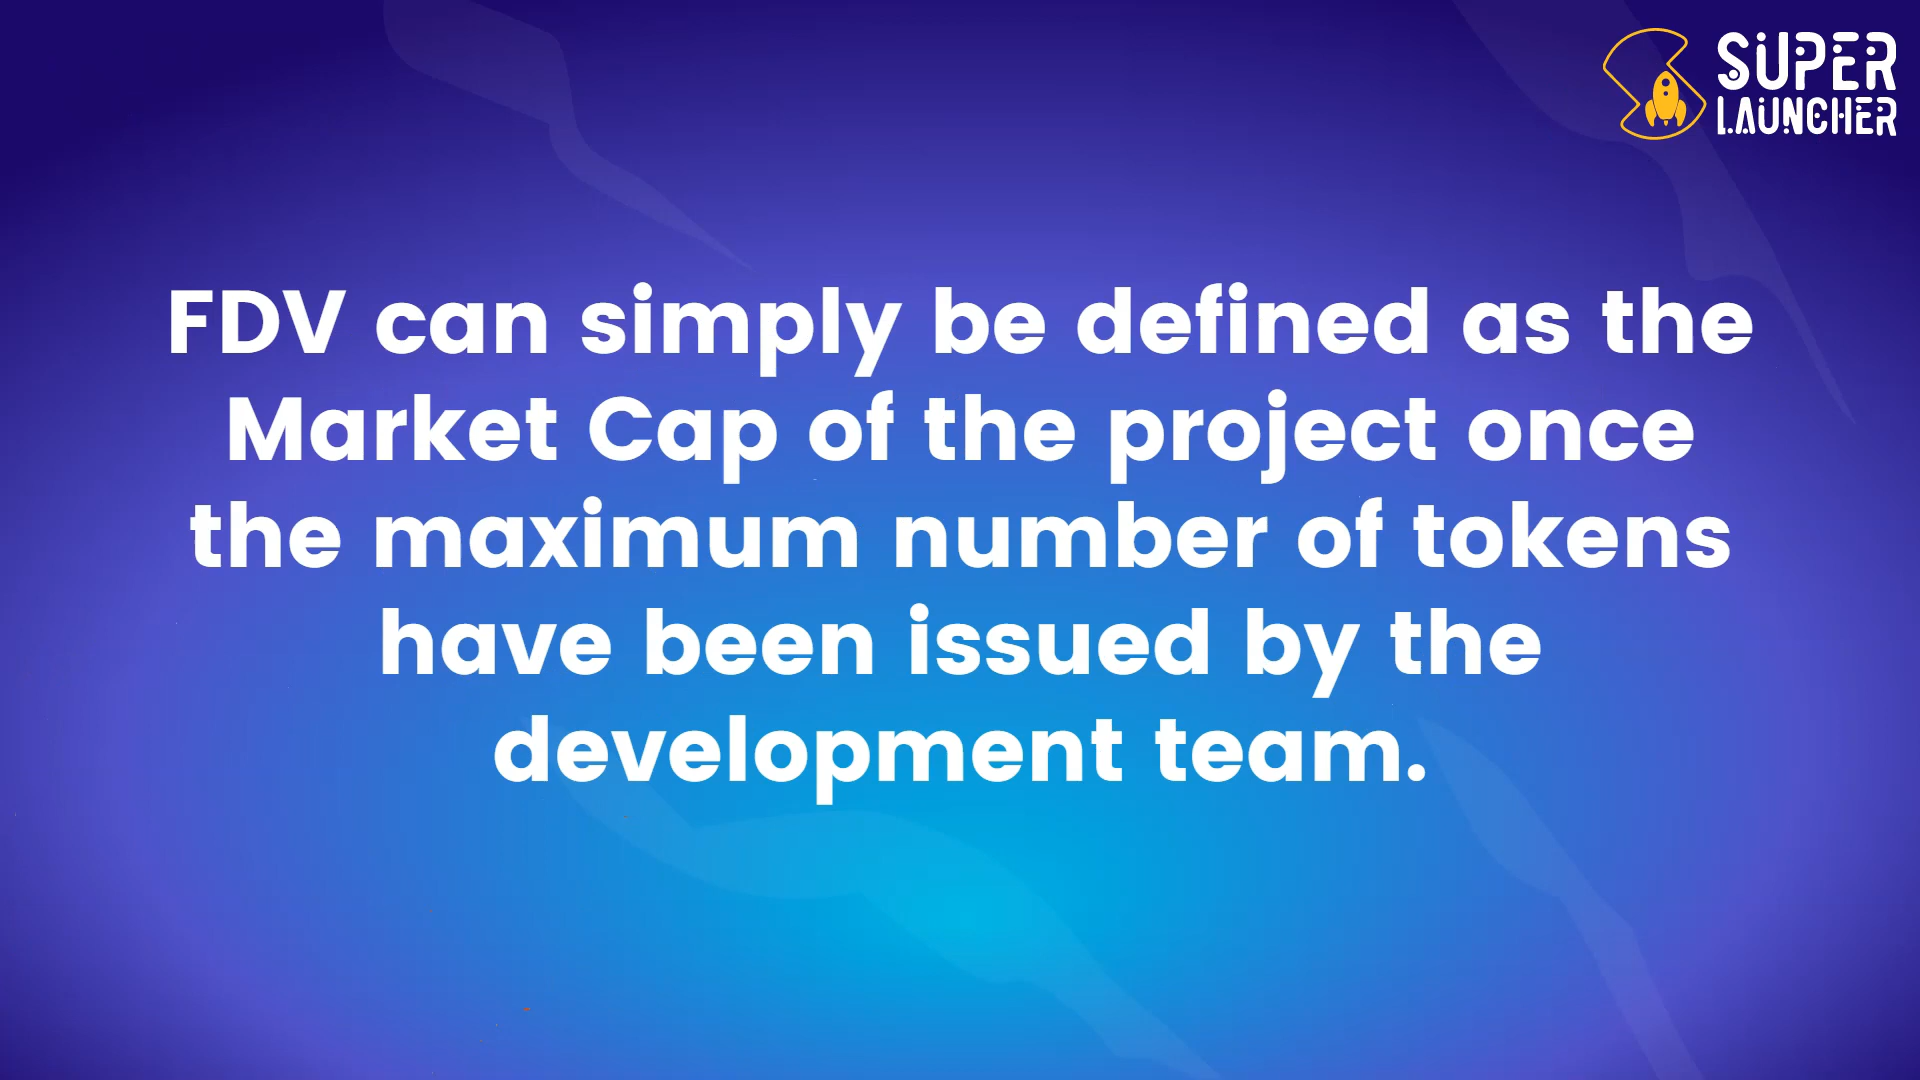 SUPER
LAUNCHER
FDV can simply be defined as the
Market Cap of the project once
the maximum number of tokens
have been issued by the
development team.